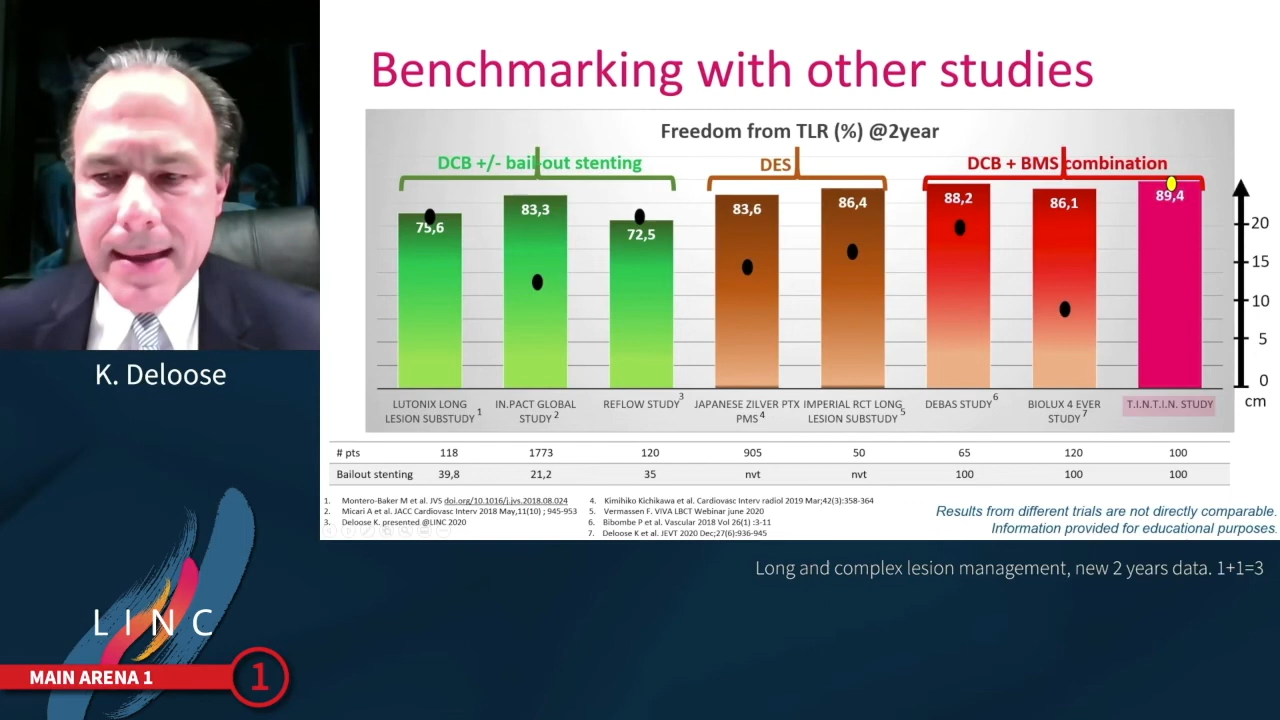 Benchmarking with other studies
Freedom from TLR (%) @2year
DCB +/- bail-out stenting
DES
DCB + BMS combination
75,6
83,3
72,5
83,6
86,4
88,2
86,1
89,4
20
15
10
5
0
cm
LUTONIX LONG LESION SUBSTUDY 1
IN.PACT GLOBAL STUDY 2
REFLOW STUDY 3
JAPANESE ZILVER PTX PMS 4
IMPERIAL RCT LONG LESION SUBSTUDY 5
DEBAS STUDY 6
BIOLUX 4 EVER STUDY 7
T.I.N.T.I.N. STUDY
# pts 118 1773 120 905 50 65 120 100
Bailout stenting 39,8 21,2 35 nvt nvt 100 100 100
1. Montero-Baker M et al. JVS doi.org/10.1016/j.jvs.2018.08.024
2. Micari A et al. JACC Cardiovasc Interv 2018 May,11(10) ; 945-953
3. Deloose K. presented @LINC 2020
4. Kimihiko Kichikawa et al. Cardiovasc Interv radiol 2019 Mar;42(3):358-364
5. Vermassen F. VIVA LBCT Webinar june 2020
6. Bibombe P et al. Vascular 2018 Vol 26(1) :3-11
7. Deloose K et al. JEVT 2020 Dec;27(6):936-945
Results from different trials are not directly comparable.
Information provided for educational purposes.
K. Deloose
Long and complex lesion management, new 2 years data. 1+1=3
LINC
MAIN ARENA 1
1